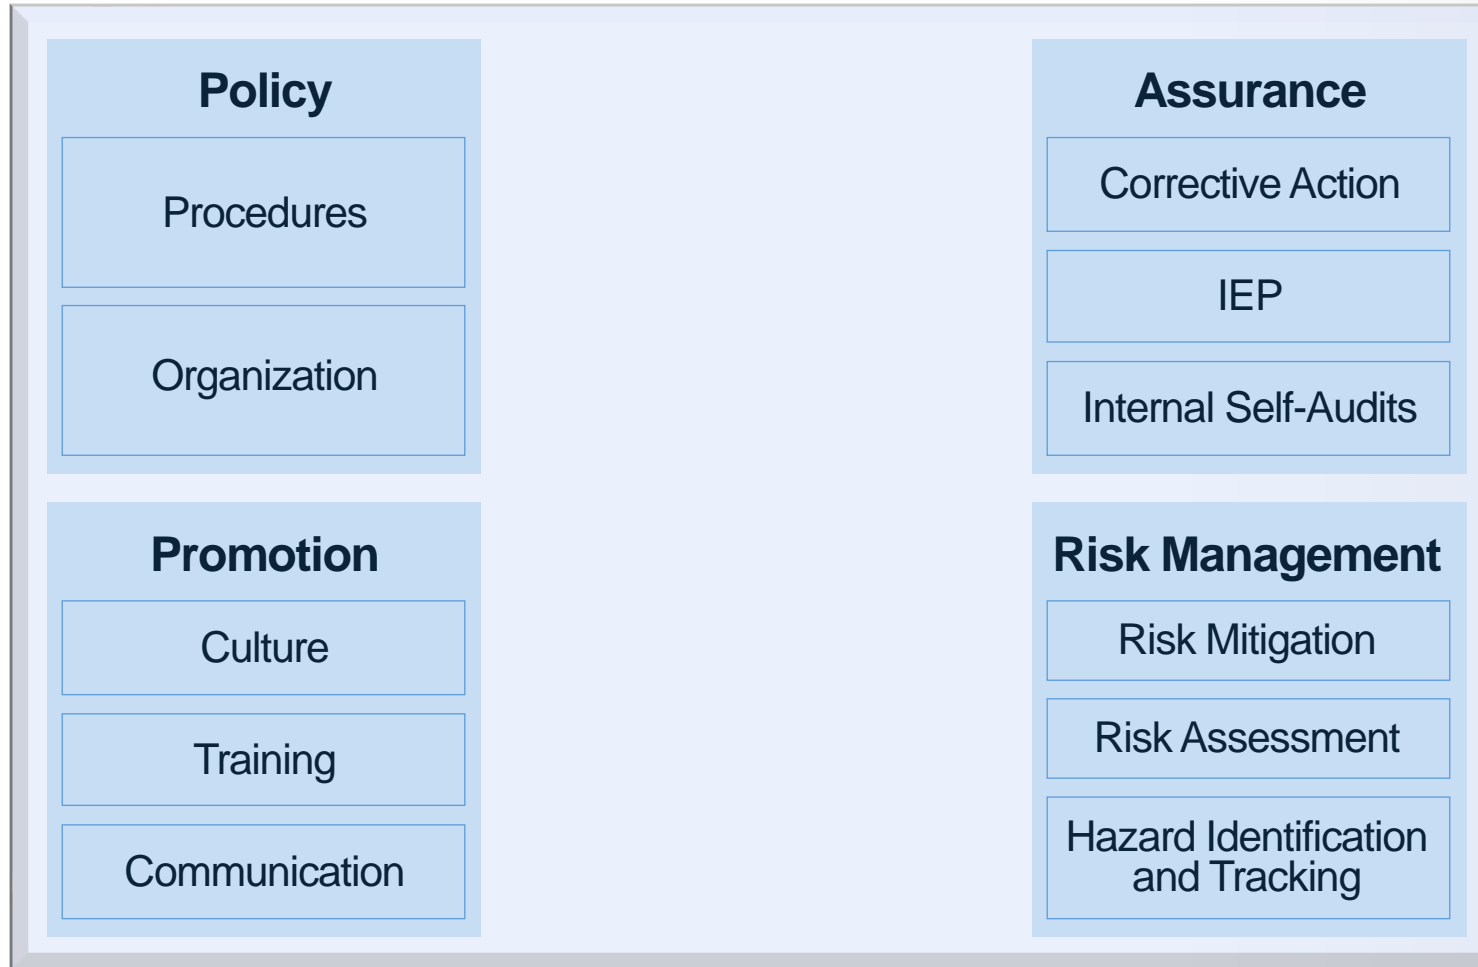 Policy
Procedures
Organization
Assurance
Corrective Action
IEP
Internal Self-Audits
Promotion
Culture
Training
Communication
Risk Management
Risk Mitigation
Risk Assessment
Hazard Identification
and Tracking